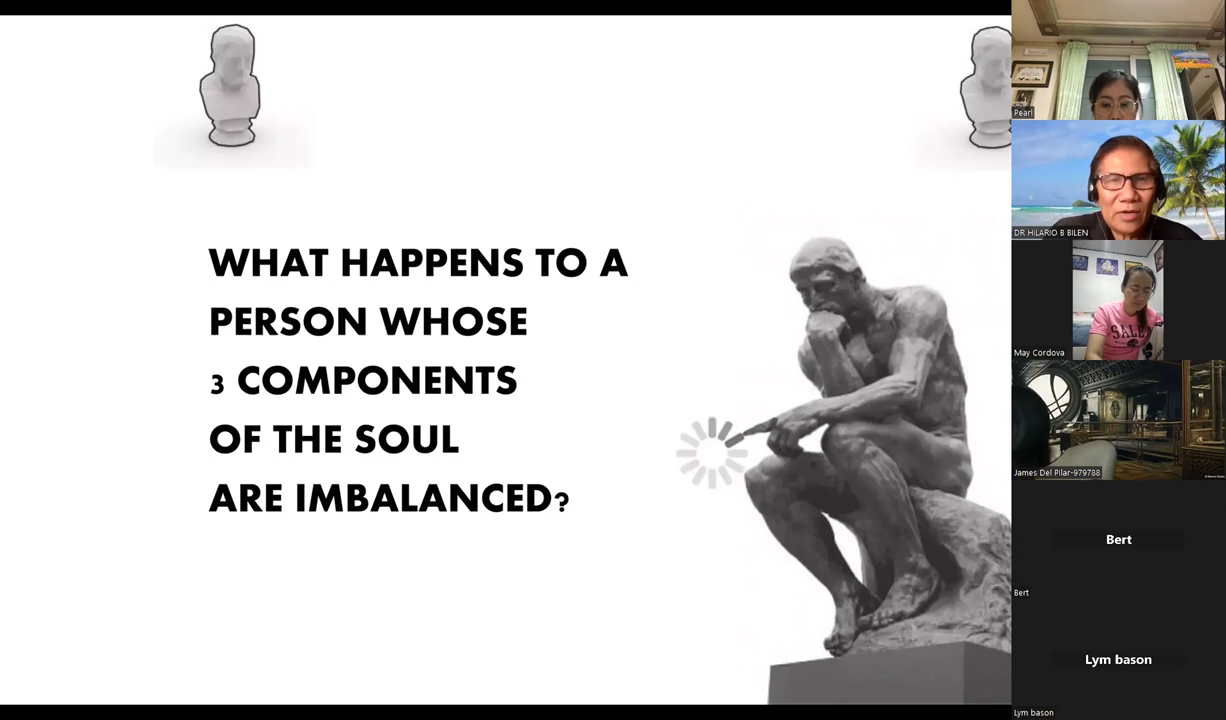 WHAT HAPPENS TO A
PERSON WHOSE
3 COMPONENTS
OF THE SOUL
ARE IMBALANCED?
Pearl
DR HILARIO B BILEN
SALEM
May Cordova
James Del Pilar-979788
Bert
Bert
Lym bason
Lym bason